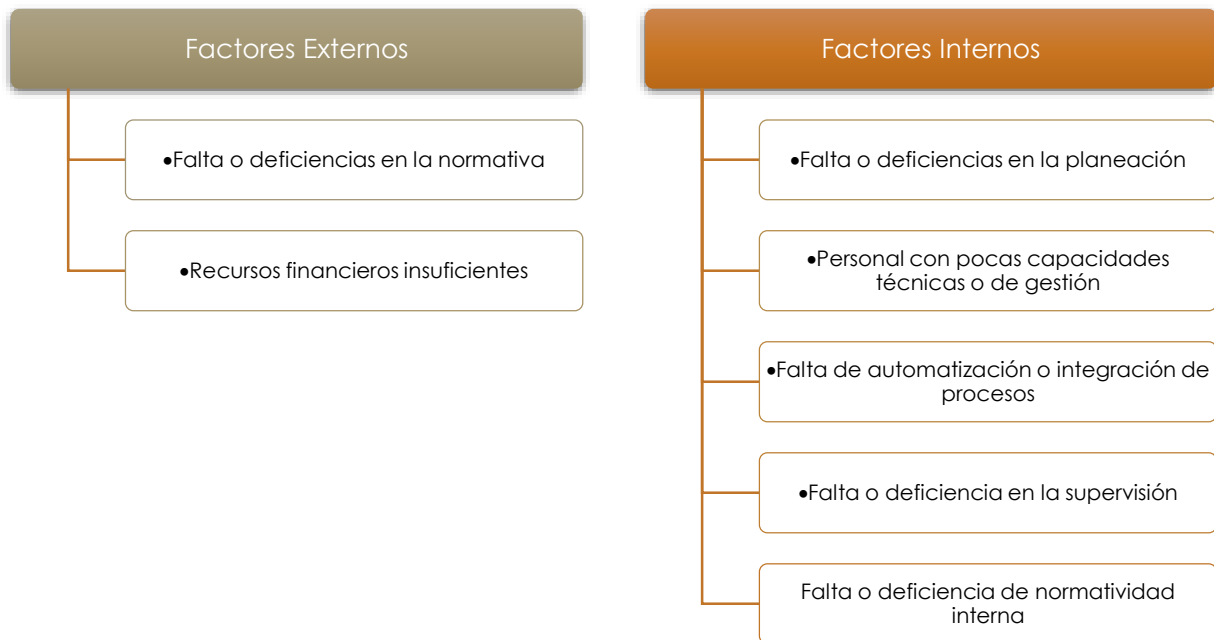 Factores Externos
•Falta o deficiencias en la normativa
•Recursos financieros insuficientes
Factores Internos
•Falta o deficiencias en la planeación
•Personal con pocas capacidades
técnicas o de gestión
•Falta de automatización o integración de
procesos
•Falta o deficiencia en la supervisión
Falta o deficiencia de normatividad
interna